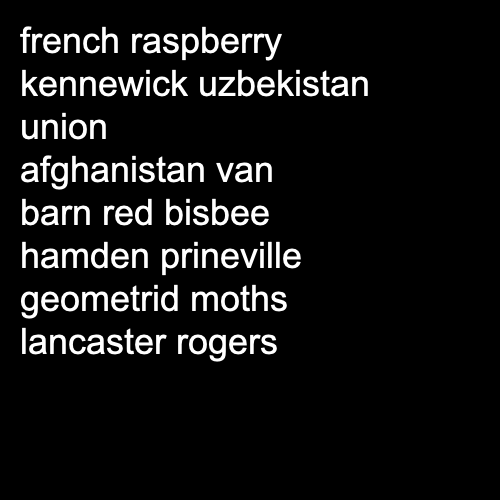 french raspberry
kennewick uzbekistan
union
afghanistan van
barn red bisbee
hamden prineville
geometrid moths
lancaster rogers